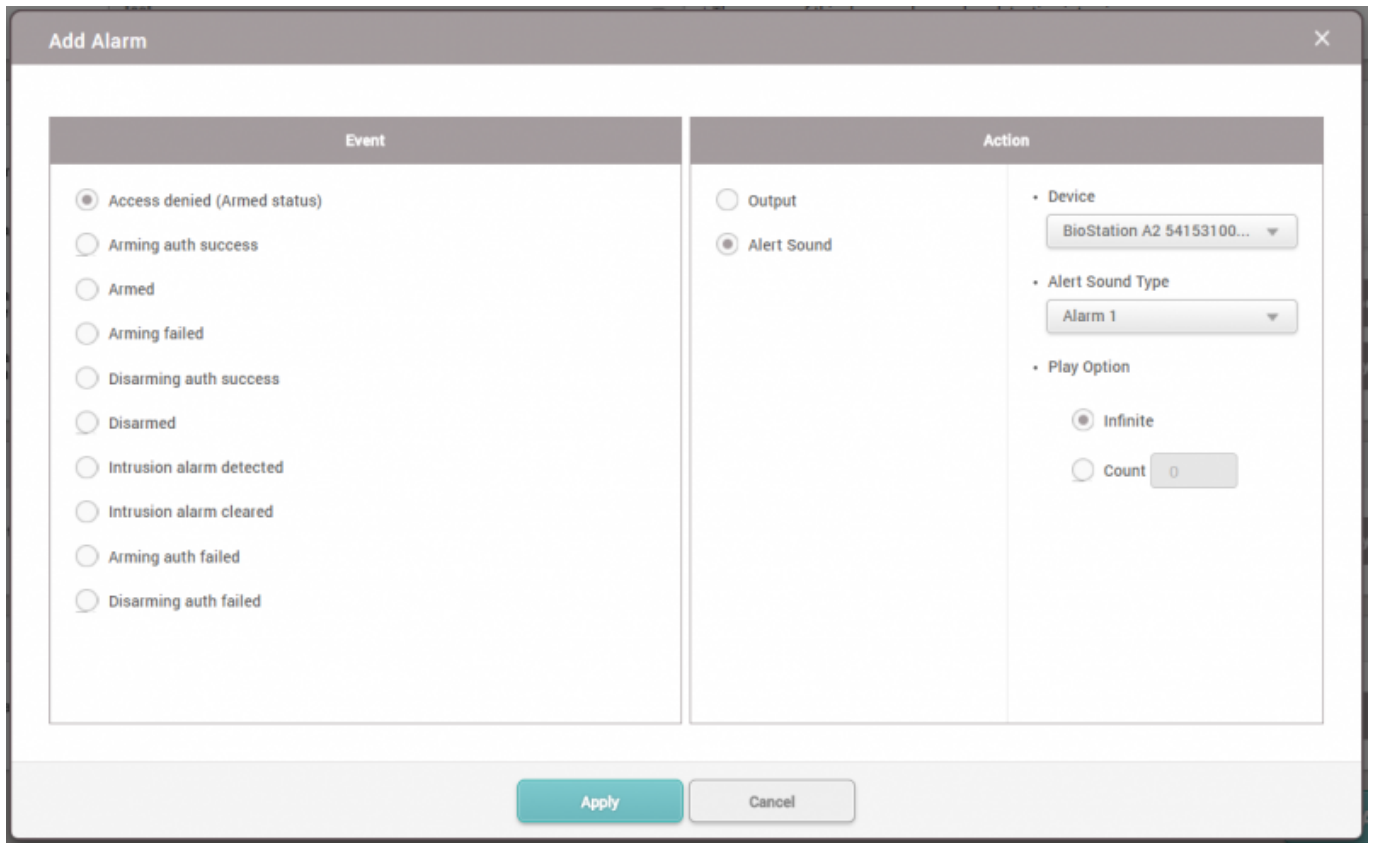 Add Alarm
Event
Access denied (Armed status)
Arming auth success
Armed
Arming failed
Disarming auth success
Disarmed
Intrusion alarm detected
Intrusion alarm cleared
Arming auth failed
Disarming auth failed
Action
Output
Alert Sound
• Device
BioStation A2 54153100...
• Alert Sound Type
Alarm 1
• Play Option
Infinite
Count 0
Apply
Cancel